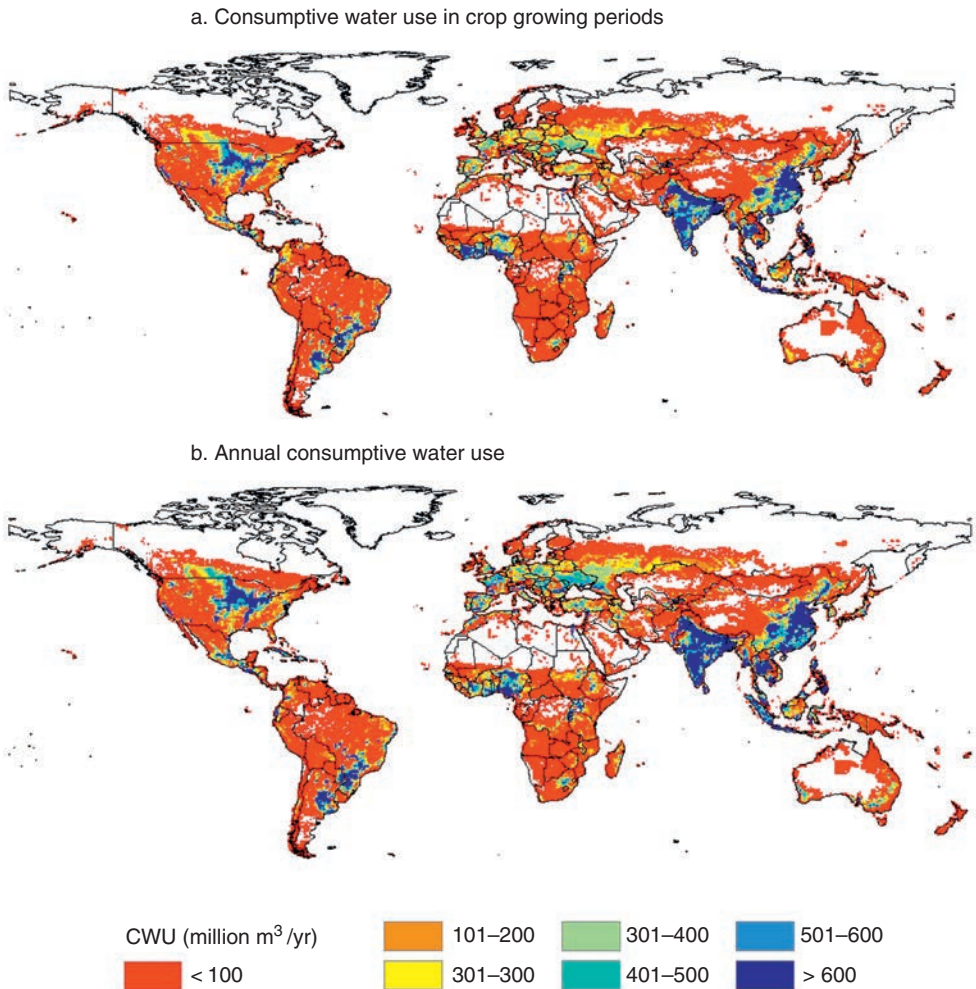 a. Consumptive water use in crop growing periods
b. Annual consumptive water use
CWU (million m³/yr)
< 100
101–200
301–300
301–400
401–500
501–600
> 600